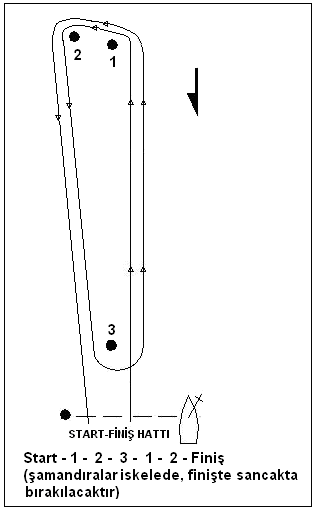 2 1
3
START-FİNİŞ HATTI
Start - 1 - 2 - 3 - 1 - 2 - Finiş
(şamandıralar iskelede, finişte sancakta
bırakılacaktır)